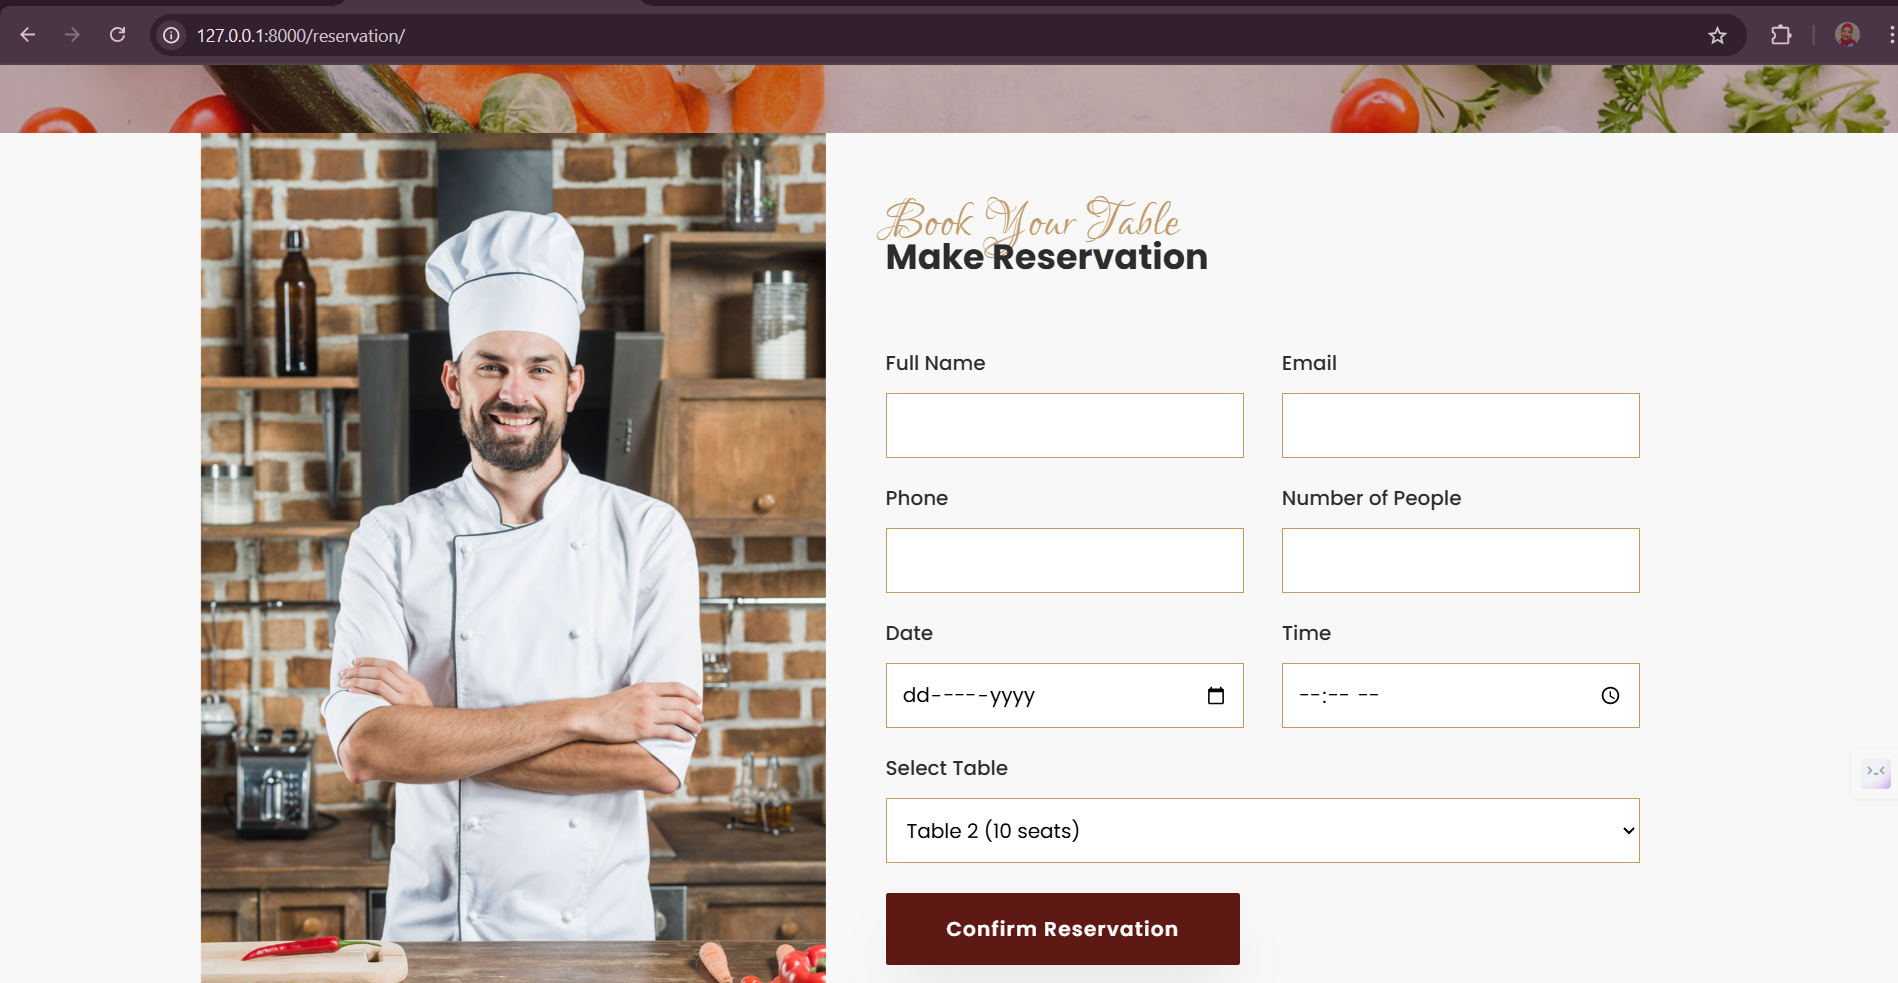 127.0.0.1:8000/reservation/
Book Your Table
Make Reservation
Full Name
Email
Phone
Number of People
Date
Time
dd-----yyyy
--:-- --
Select Table
Table 2 (10 seats)
Confirm Reservation